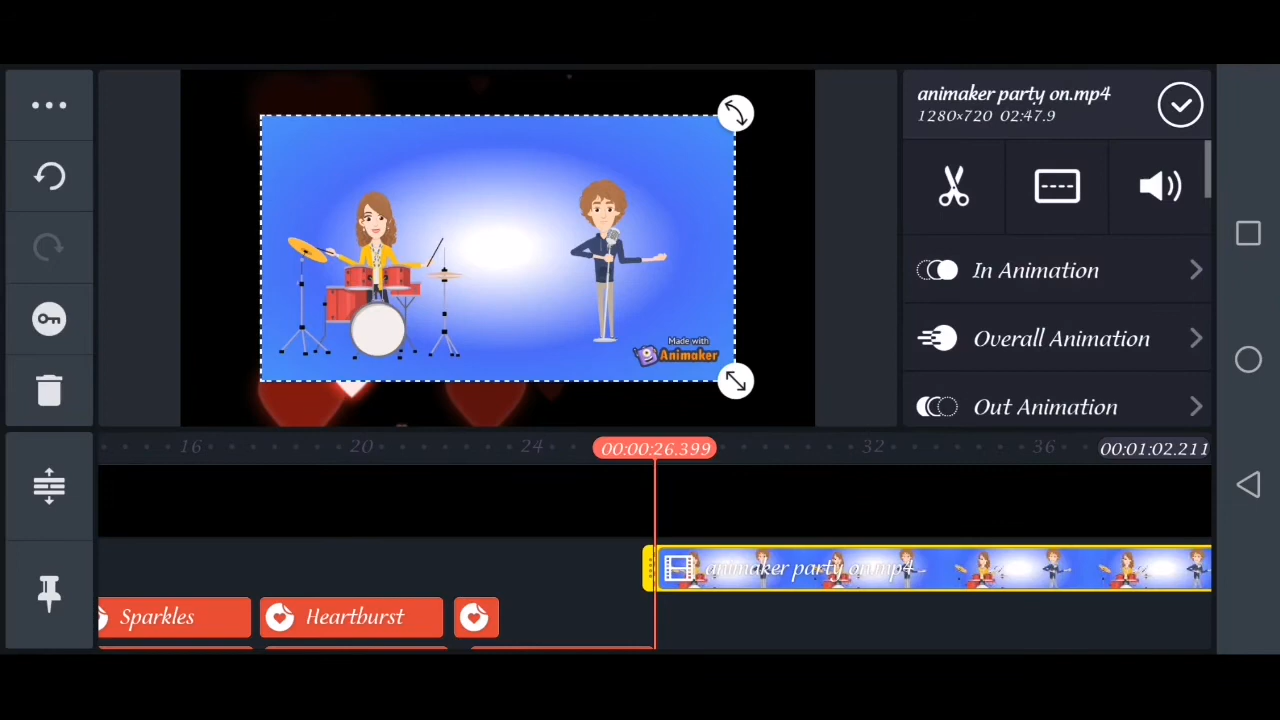 animaker party on.mp4
1280×720 02:47.9
Made with
Animaker
In Animation
Overall Animation
Out Animation
16 20 24 00:00:26.399 32 36 00:01:02.211
animaker party on.mp4
Sparkles Heartburst